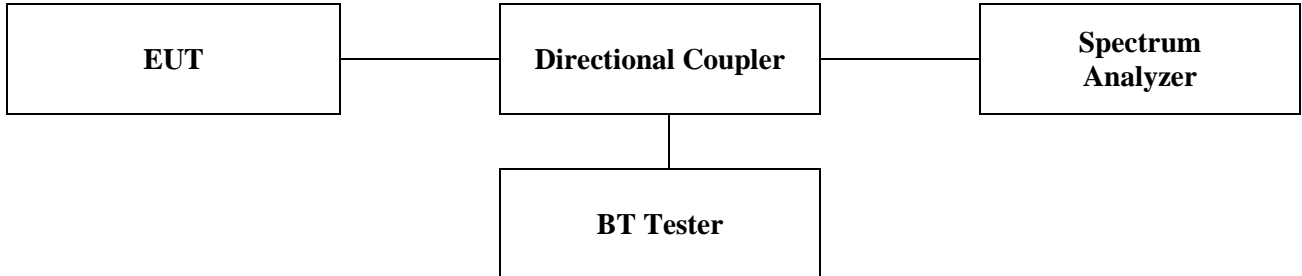 EUT
Directional Coupler
Spectrum
Analyzer
BT Tester